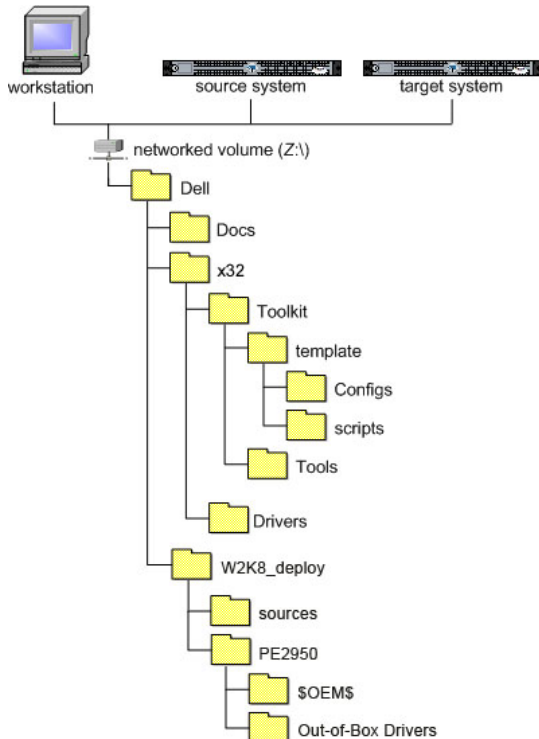 workstation
source system
target system
networked volume (Z:\)
Dell
Docs
x32
Toolkit
template
Configs
scripts
Tools
Drivers
W2K8_deploy
sources
PE2950
$OEM$
Out-of-Box Drivers